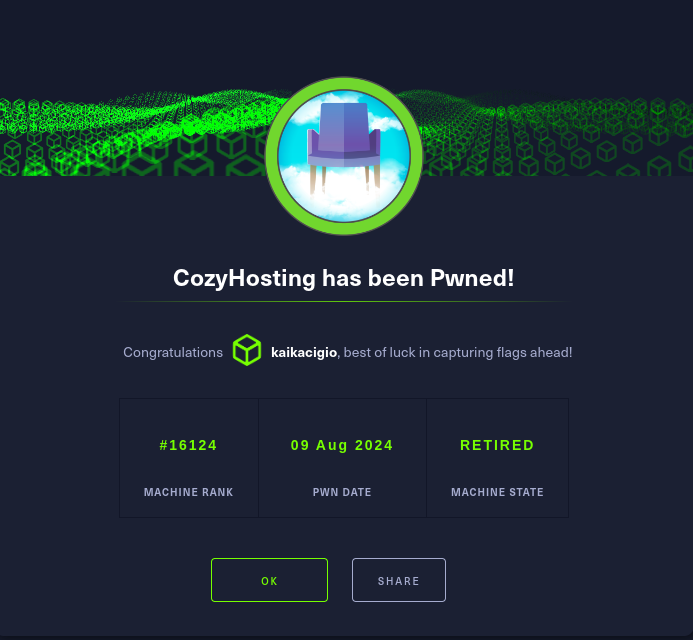 CozyHosting has been Pwned!
Congratulations kaikacigio, best of luck in capturing flags ahead!
#16124 09 Aug 2024 RETIRED
MACHINE RANK PWN DATE MACHINE STATE
OK SHARE